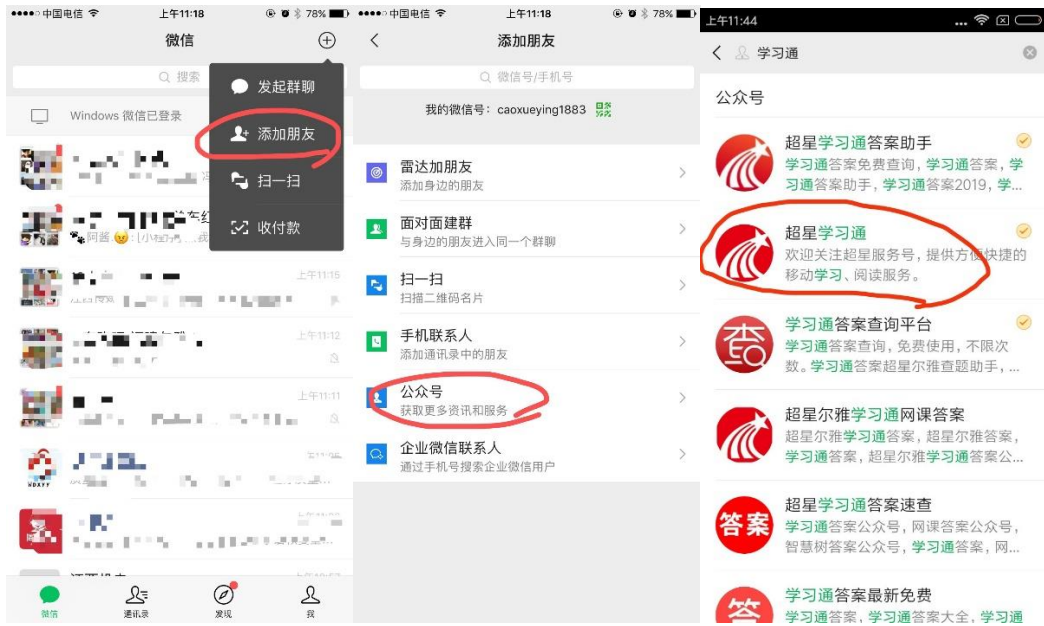 中国电信
上午11:18
78%
微信
搜索
发起群聊
Windows 微信已登录
添加朋友
扫一扫
收付款
上午11:15
上午11:12
上午11:11
微信
通讯录
发现
我
中国电信
上午11:18
78%
添加朋友
微信号/手机号
我的微信号：caoxueying1883
雷达加朋友
添加身边的朋友
面对面建群
与身边的朋友进入同一个群聊
扫一扫
扫描二维码名片
手机联系人
添加通讯录中的朋友
公众号
获取更多资讯和服务
企业微信联系人
通过手机号搜索企业微信用户
上午11:44
学习通
公众号
超星学习通答案助手
学习通答案免费查询，学习通答案，学
习通答案助手，学习通答案2019，学...
超星学习通
欢迎关注超星服务号，提供方便快捷的
移动学习、阅读服务。
学习通答案查询平台
学习通答案查询，免费使用，不限次
数。学习通答案超星尔雅查题助手，...
超星尔雅学习通网课答案
超星尔雅学习通答案，超星尔雅答案，
学习通答案，超星尔雅学习通答案公...
答案
超星学习通答案速查
学习通答案公众号，网课答案公众号，
智慧树答案公众号，学习通答案，网...
答
学习通答案最新免费
学习通答案，学习通答案大全，学习通